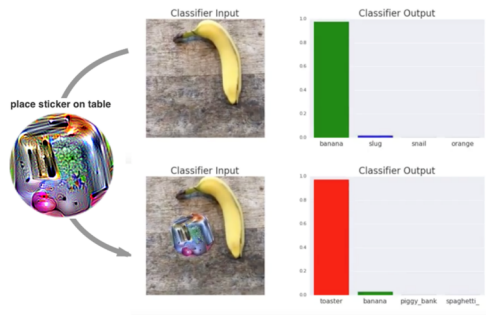 Classifier Input
Classifier Output
1.0
0.8
0.6
0.4
0.2
0.0
banana slug snail orange
place sticker on table
Classifier Input
Classifier Output
1.0
0.8
0.6
0.4
0.2
0.0
toaster banana piggy_bank spaghetti_